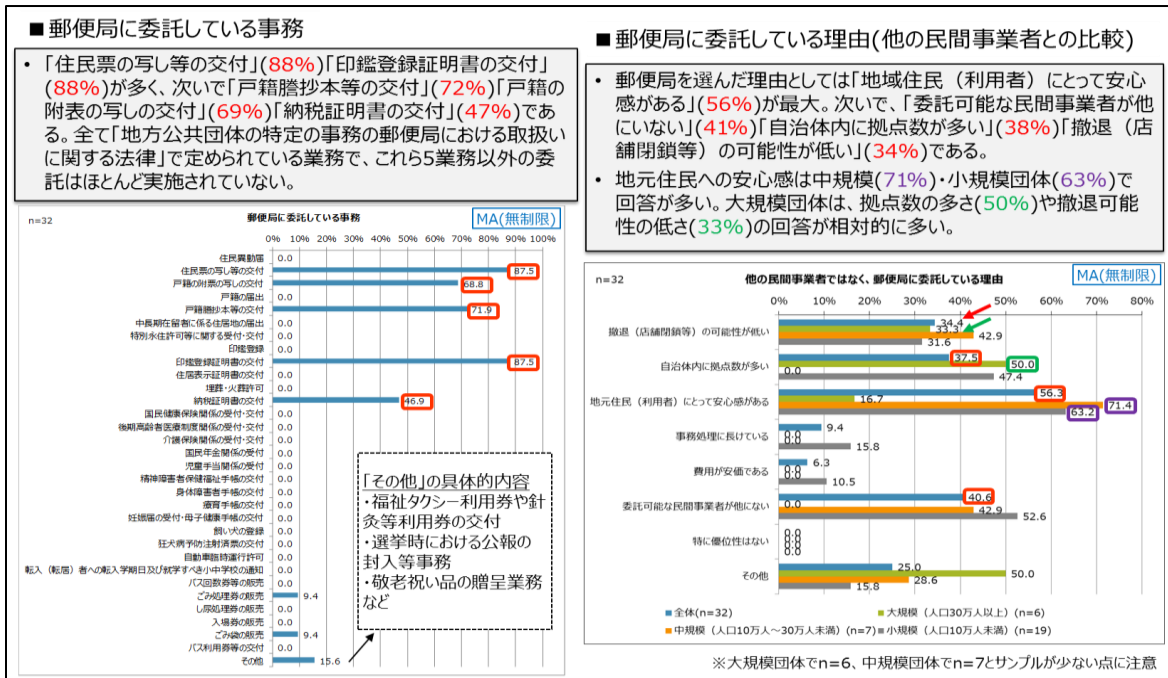 ■ 郵便局に委託している事務
• 「住民票の写し等の交付」(88%)「印鑑登録証明書の交付」
(88%)が多く、次いで「戸籍謄抄本等の交付」(72%)「戸籍の
附表の写しの交付」(69%)「納税証明書の交付」(47%)であ
る。全て「地方公共団体の特定の事務の郵便局における取扱い
に関する法律」で定められている業務で、これら5業務以外の委
託はほとんど実施されていない。
n=32
郵便局に委託している事務
MA(無制限)
0% 10% 20% 30% 40% 50% 60% 70% 80% 90% 100%
住民異動届 0.0
住民票の写し等の交付 87.5
戸籍の附票の写しの交付 68.8
戸籍の届出 0.0
戸籍謄抄本等の交付 71.9
中長期在留者に係る住居地の届出 0.0
特別永住許可等に関する受付・交付 0.0
印鑑登録 0.0
印鑑登録証明書の交付 87.5
住居表示証明書の交付 0.0
埋葬・火葬許可 0.0
納税証明書の交付 46.9
国民健康保険関係の受付・交付 0.0
後期高齢者医療制度関係の受付・交付 0.0
介護保険関係の受付・交付 0.0
国民年金関係の受付 0.0
児童手当関係の受付 0.0
精神障害者保健福祉手帳の交付 0.0
身体障害者手帳の交付 0.0
療育手帳の交付 0.0
妊娠届の受付・母子健康手帳の交付 0.0
飼い犬の登録 0.0
狂犬病予防注射済票の交付 0.0
自動車臨時運行許可 0.0
転入(転居)者への転入学期日及び就学すべき小中学校の通知 0.0
バス回数券等の販売 0.0
ごみ処理券の販売 9.4
し尿処理券の販売 0.0
入場券の販売 0.0
ごみ袋の販売 9.4
バス利用券等の交付 0.0
その他 15.6
「その他」の具体的内容
・福祉タクシー利用券や針
灸等利用券の交付
・選挙時における公報の
封入等事務
・敬老祝い品の贈呈業務
など
■ 郵便局に委託している理由(他の民間事業者との比較)
• 郵便局を選んだ理由としては「地域住民（利用者）にとって安心
感がある」(56%)が最大。次いで、「委託可能な民間事業者が他
にいない」(41%)「自治体内に拠点数が多い」(38%)「撤退（店
舗閉鎖等）の可能性が低い」(34%)である。
• 地元住民への安心感は中規模(71%)・小規模団体(63%)で
回答が多い。大規模団体は、拠点数の多さ(50%)や撤退可能
性の低さ(33%)の回答が相対的に多い。
n=32
他の民間事業者ではなく、郵便局に委託している理由
MA(無制限)
0% 10% 20% 30% 40% 50% 60% 70% 80%
撤退（店舗閉鎖等）の可能性が低い 34.4 33.3 42.9 31.6
自治体内に拠点数が多い 37.5 50.0 0.0 47.4
地元住民（利用者）にとって安心感がある 56.3 16.7 71.4 63.2
事務処理に長けている 9.4 0.0 0.0 15.8
費用が安価である 6.3 0.0 0.0 10.5
委託可能な民間事業者が他にない 40.6 0.0 42.9 52.6
特に優位性はない 0.0 0.0 0.0 0.0
その他 25.0 50.0 28.6 15.8
■全体(n=32) ■大規模（人口30万人以上）(n=6)
■中規模（人口10万人～30万人未満）(n=7) ■小規模（人口10万人未満）(n=19)
※大規模団体でn=6、中規模団体でn=7とサンプルが少ない点に注意